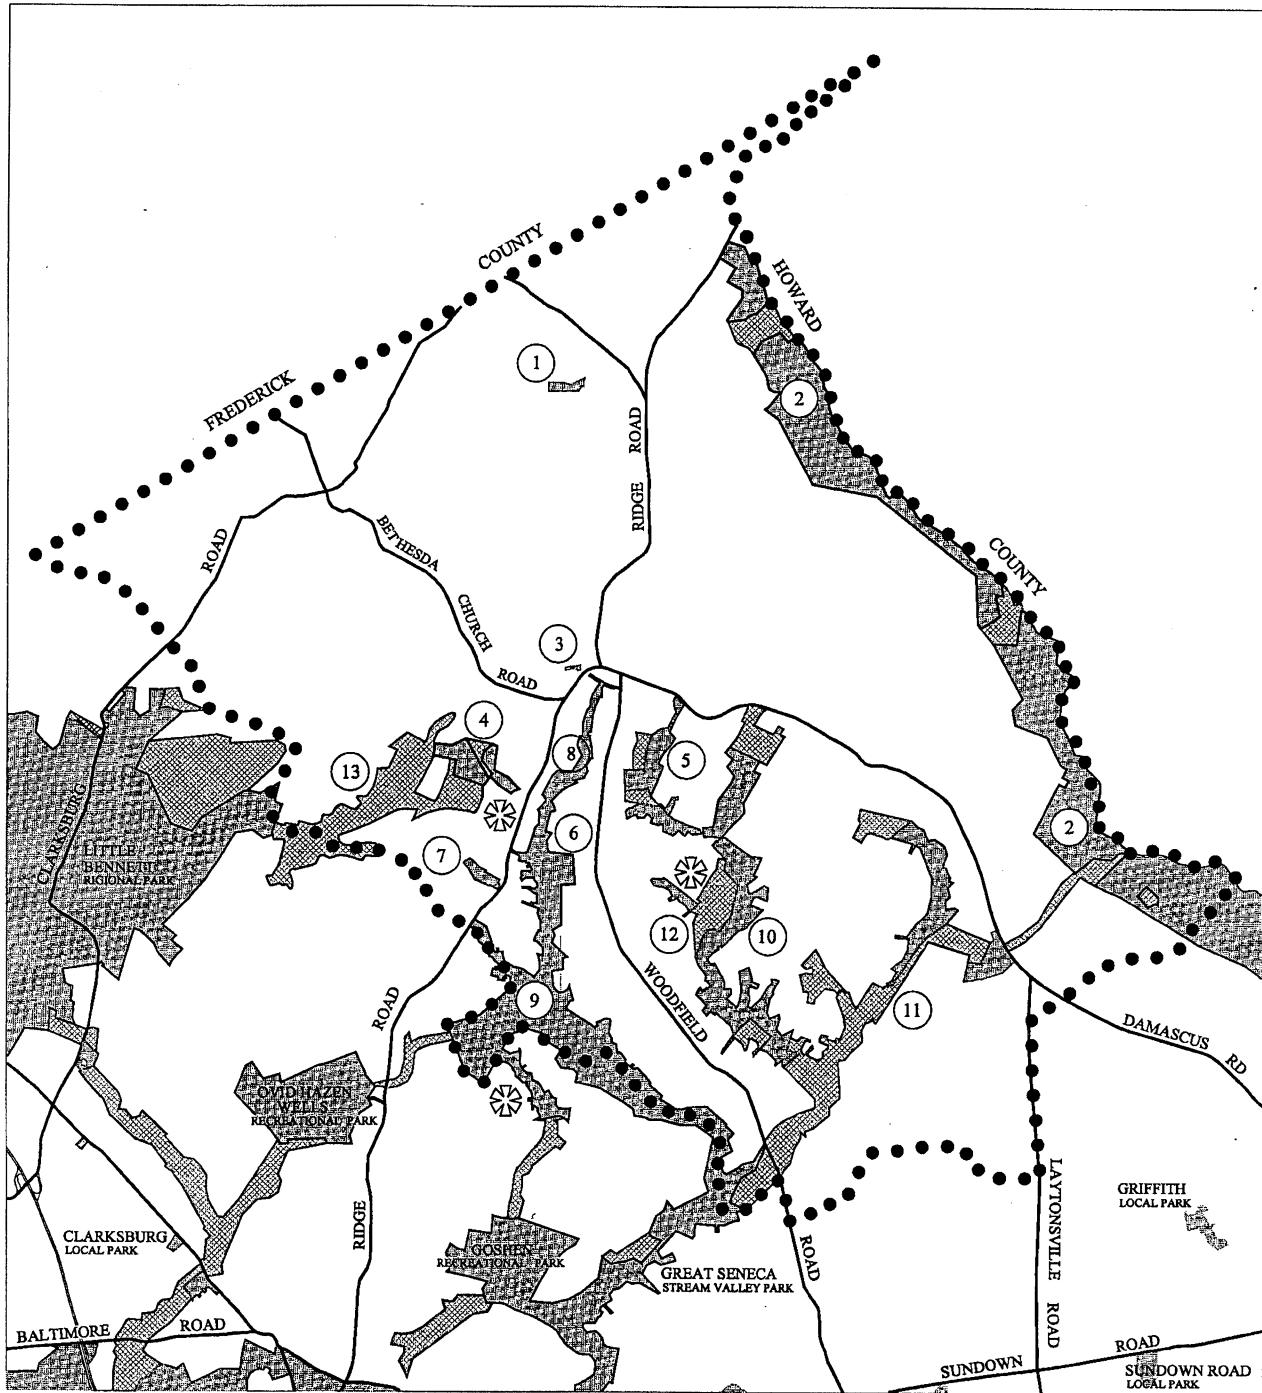 COUNTY
HOWARD
1
FREDERICK
2
ROAD
RIDGE
ROAD
BETHESDA
COUNTY
CHURCH
3
ROAD
4
8
5
13
CLARKSBURG
6
2
LITTLE
BENNETT
RIGIONAL PARK
7
12
10
WOODFIELD
9
11
ROAD
DAMASCUS
RD
OVID HAZEN
WELLS
RECREATIONAL PARK
LAYTONSVILLE
GRIFFITH
LOCAL PARK
RIDGE
CLARKSBURG
LOCAL PARK
GOSHEN
RECREATIONAL PARK
ROAD
GREAT SENECA
STREAM VALLEY PARK
ROAD
BALTIMORE ROAD
SUNDOWN ROAD
SUNDOWN ROAD
LOCAL PARK